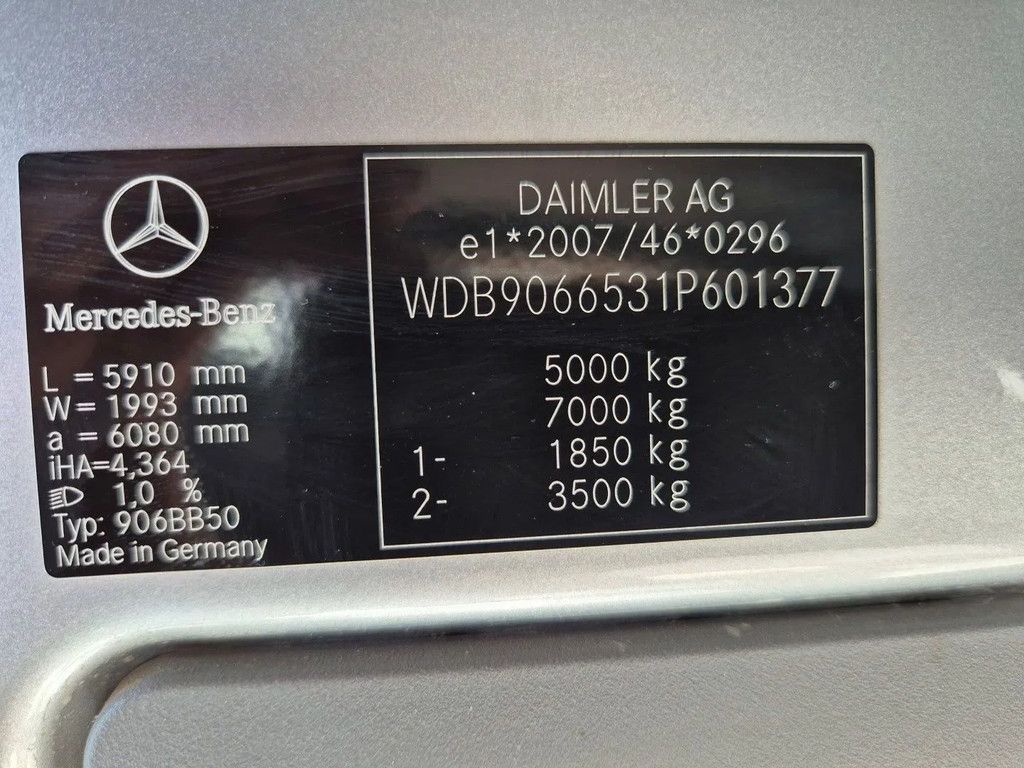 Mercedes-Benz
L = 5910 mm
W = 1993 mm
a = 6080 mm
iHA=4,364
1,0 %
Typ: 906BB50
Made in Germany
DAIMLER AG
e1*2007/46*0296
WDB9066531P601377
5000 kg
7000 kg
1- 1850 kg
2- 3500 kg